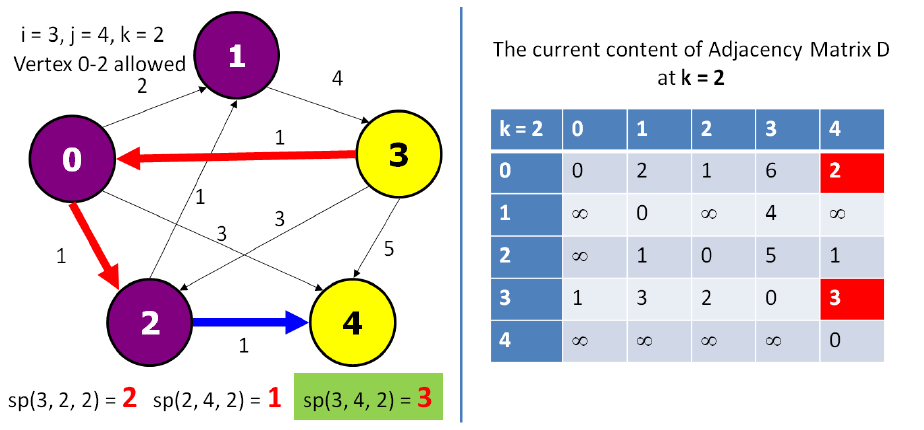 i = 3, j = 4, k = 2
Vertex 0-2 allowed
1
2
4
0
1
3
1
3
3
5
1
2
4
1
sp(3, 2, 2) = 2 sp(2, 4, 2) = 1 sp(3, 4, 2) = 3
The current content of Adjacency Matrix D
at k = 2
k = 2 0 1 2 3 4
0 0 2 1 6 2
1 ∞ 0 ∞ 4 ∞
2 ∞ 1 0 5 1
3 1 3 2 0 3
4 ∞ ∞ ∞ ∞ 0